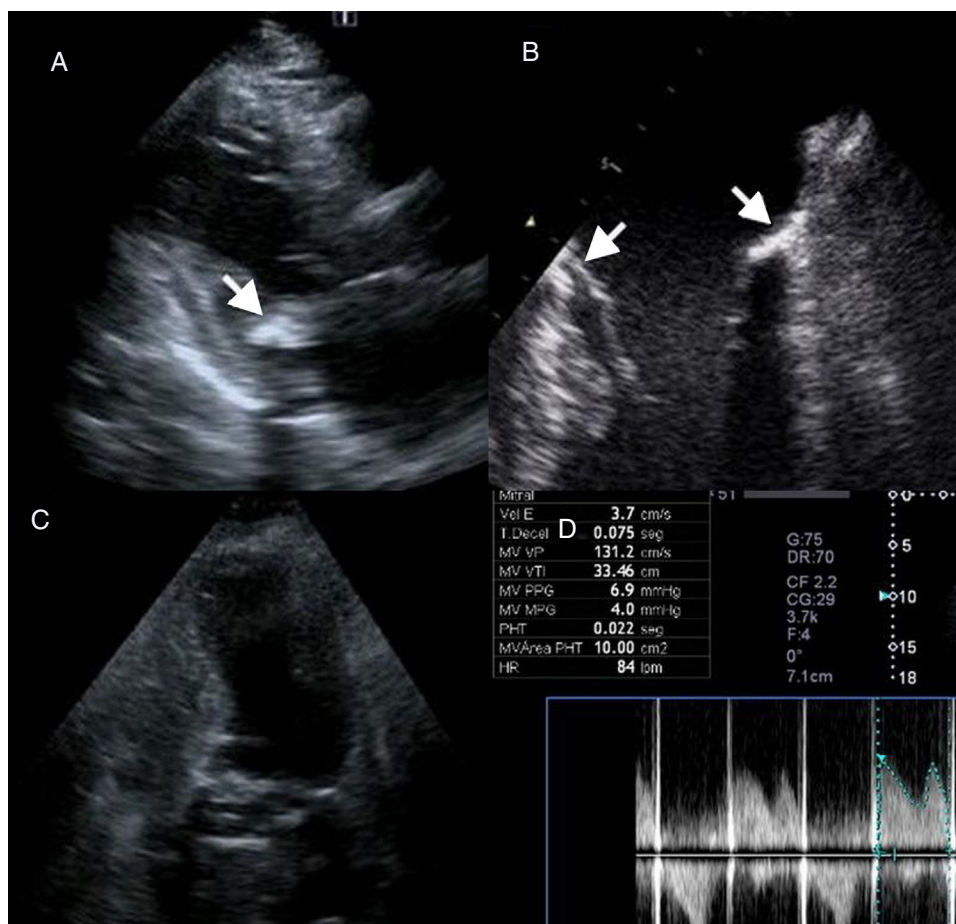 A
B
C
D
Mitral
Vel E 3.7 cm/s
T.Decel 0.075 seg
MV VP 131.2 cm/s
MV VTI 33.46 cm
MV PPG 6.9 mmHg
MV MPG 4.0 mmHg
PHT 0.022 seg
MVÁrea PHT 10.00 cm2
HR 84 lpm
G:75
DR:70
CF 2.2
CG:29
3.7k
F:4
0°
7.1cm
0
5
10
15
18